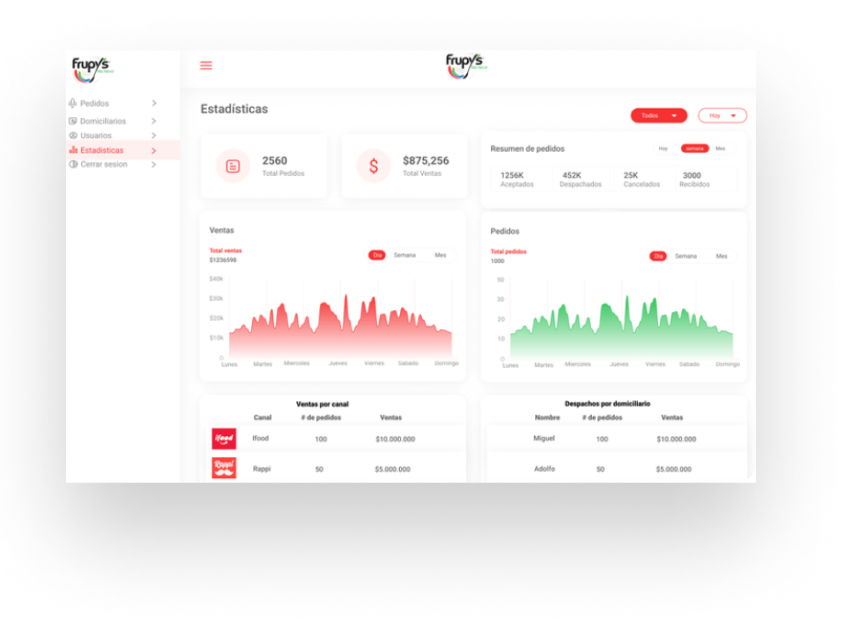 frupy's
frupy's
Pedidos
Domiciliarios
Usuarios
Estadísticas
Cerrar sesion
Estadísticas
Todos
Hoy
2560
Total Pedidos
$875,256
Total Ventas
Resumen de pedidos
Hoy semana Mes
1256K 452K 25K 3000
Aceptados Despachados Cancelados Recibidos
Ventas
Total ventas
$1236598
Dia Semana Mes
$40k
$30k
$20k
$10k
0
Lunes Martes Miercoles Jueves Viernes Sabado Domingo
Pedidos
Total pedidos
1000
Dia Semana Mes
50
30
20
10
0
Lunes Martes Miercoles Jueves Viernes Sabado Domingo
Ventas por canal
Canal # de pedidos Ventas
ifood Ifood 100 $10.000.000
Rappi Rappi 50 $5.000.000
Despachos por domiciliario
Nombre # de pedidos Ventas
Miguel 100 $10.000.000
Adolfo 50 $5.000.000